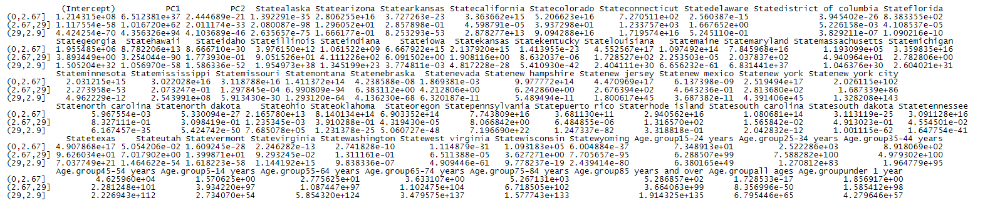 (Intercept) PC1 PC2 Statealaska Statearizona Statearkansas Statecalifornia Statecolorado Stateconnecticut Statedelaware Statedistrict of columbia Stateflorida
(0,2.67] 1.214315e+08 6.512381e+37 2.444689e-21 1.392291e-35 2.806255e+16 3.727263e-23 3.363662e+15 5.206623e+16 7.270511e+02 2.560387e-15 3.945402e-26 8.383355e+02
(2.67,29] 1.117554e-58 1.016720e+62 2.011174e-33 2.080087e-98 1.296052e+01 2.857898e-01 4.598791e-05 3.937298e+01 1.233757e+03 1.667652e+00 5.226158e-03 4.108537e-05
(29,2.9] 4.424254e-70 4.356326e+94 4.103689e-46 2.635657e-75 1.666177e-01 8.253293e-53 2.878277e+13 9.094288e+16 1.719574e+16 5.245110e-01 3.829211e-07 1.090216e-10
Stategeorgia Statehawaii Stateidaho Stateillinois Stateindiana Stateiowa Statekansas Statekentucky Statelouisiana Statemaine Statemaryland Statemassachusetts Statemichigan
(0,2.67] 1.955485e+06 8.782206e+13 8.666710e-30 3.976150e+12 1.061522e+09 6.667922e+15 2.137920e+15 1.413955e-23 4.552567e+17 1.097492e+14 7.845968e+16 1.193099e+05 3.359835e+16
(2.67,29] 3.893449e+00 3.254044e-90 1.773930e-01 9.051526e+01 4.111226e+02 6.091502e+00 1.908116e+00 8.632037e-06 1.728527e+02 2.253505e-05 2.037832e+02 4.940964e+01 2.782806e+00
(29,2.9] 1.505204e+32 1.056970e-58 1.586336e-52 1.954973e+38 1.345199e+23 3.774811e-03 4.817228e-28 5.410930e-42 2.404111e+30 6.656232e-61 6.831441e+37 1.046376e+30 2.604021e+31
Stateminnesota Statemississippi Statemissouri Statemontana Statenebraska Statenevada Statenew hampshire Statenew jersey Statenew mexico Statenew york Statenew york city
(0,2.67] 2.031215e+15 3.022028e+16 3.118788e+16 1.411372e+14 4.238588e-08 1.869381e-03 9.977772e+14 4.470969e+17 6.137398e-09 2.519494e+17 2.026115e+102
(2.67,29] 2.273958e-53 2.073247e-01 1.297845e-04 6.990809e-94 6.383112e+00 4.212806e+00 6.242860e+00 2.676394e+02 4.643236e-01 2.813680e+02 1.687339e+86
(29,2.9] 4.962229e-12 2.543991e+08 5.913430e-30 1.293120e-64 4.136230e-68 6.320187e-11 5.489494e-11 1.800617e+45 3.687382e-11 4.391406e+45 1.328208e+143
Statenorth carolina Statenorth dakota Stateohio Stateoklahoma Stateoregon Statepennsylvania Statepuerto rico Staterhode island Statesouth carolina Statesouth dakota Statetennessee
(0,2.67] 5.967554e-03 5.330094e-27 2.165780e+13 8.140134e+14 6.903352e+14 7.743809e+16 3.681130e+11 2.940562e+16 1.080681e+14 3.113119e-25 3.091128e+16
(2.67,29] 8.327111e-01 3.098419e-01 1.235345e-03 3.910288e-01 4.319430e-05 8.066842e+00 6.484855e-06 1.316570e+02 1.565842e-02 4.913023e-01 4.554501e-02
(29,2.9] 6.167457e-35 5.424742e-50 7.685078e+05 1.231378e-25 5.060727e-48 7.196690e+22 1.247337e-82 3.318818e-01 2.042832e-12 1.001115e-62 1.647754e-41
Statetexas Stateutah Statevermont Statevirginia Statewashington Statewest virginia Statewisconsin Statewyoming Age.group15-24 years Age.group25-34 years Age.group35-44 years
(0,2.67] 4.907868e+17 5.054206e-02 1.609245e-28 2.246282e-13 2.741828e-10 1.114879e-31 1.093183e+05 6.004884e-37 7.348913e+01 2.522286e+03 8.918069e+02
(2.67,29] 9.626034e+01 7.017902e+00 1.399871e+01 9.293245e-02 1.311161e-01 6.511388e-05 3.627271e+00 7.705657e-95 6.288507e+99 7.588282e+100 4.979302e+100
(29,2.9] 7.037749e+21 1.464622e-54 1.618223e-58 1.144192e+15 9.838336e-07 4.909446e-61 9.778237e-19 2.439414e-80 6.380165e+49 1.270812e+83 1.964779e+95
Age.group45-54 years Age.group5-14 years Age.group55-64 years Age.group65-74 years Age.group75-84 years Age.group85 years and over Age.groupall ages Age.groupunder 1 year
(0,2.67] 4.625960e+04 1.570625e+00 2.775625e+01 3.633107e+00 5.267131e+03 5.286857e+02 1.728533e-17 1.856917e+00
(2.67,29] 2.281248e+101 3.934220e+97 1.087447e+97 1.102475e+104 6.718505e+102 3.664063e+99 8.356996e-50 1.585412e+98
(29,2.9] 2.226943e+112 2.734070e+54 5.854320e+124 3.479575e+137 1.577743e+133 1.914325e+135 6.795446e+65 4.279646e+57